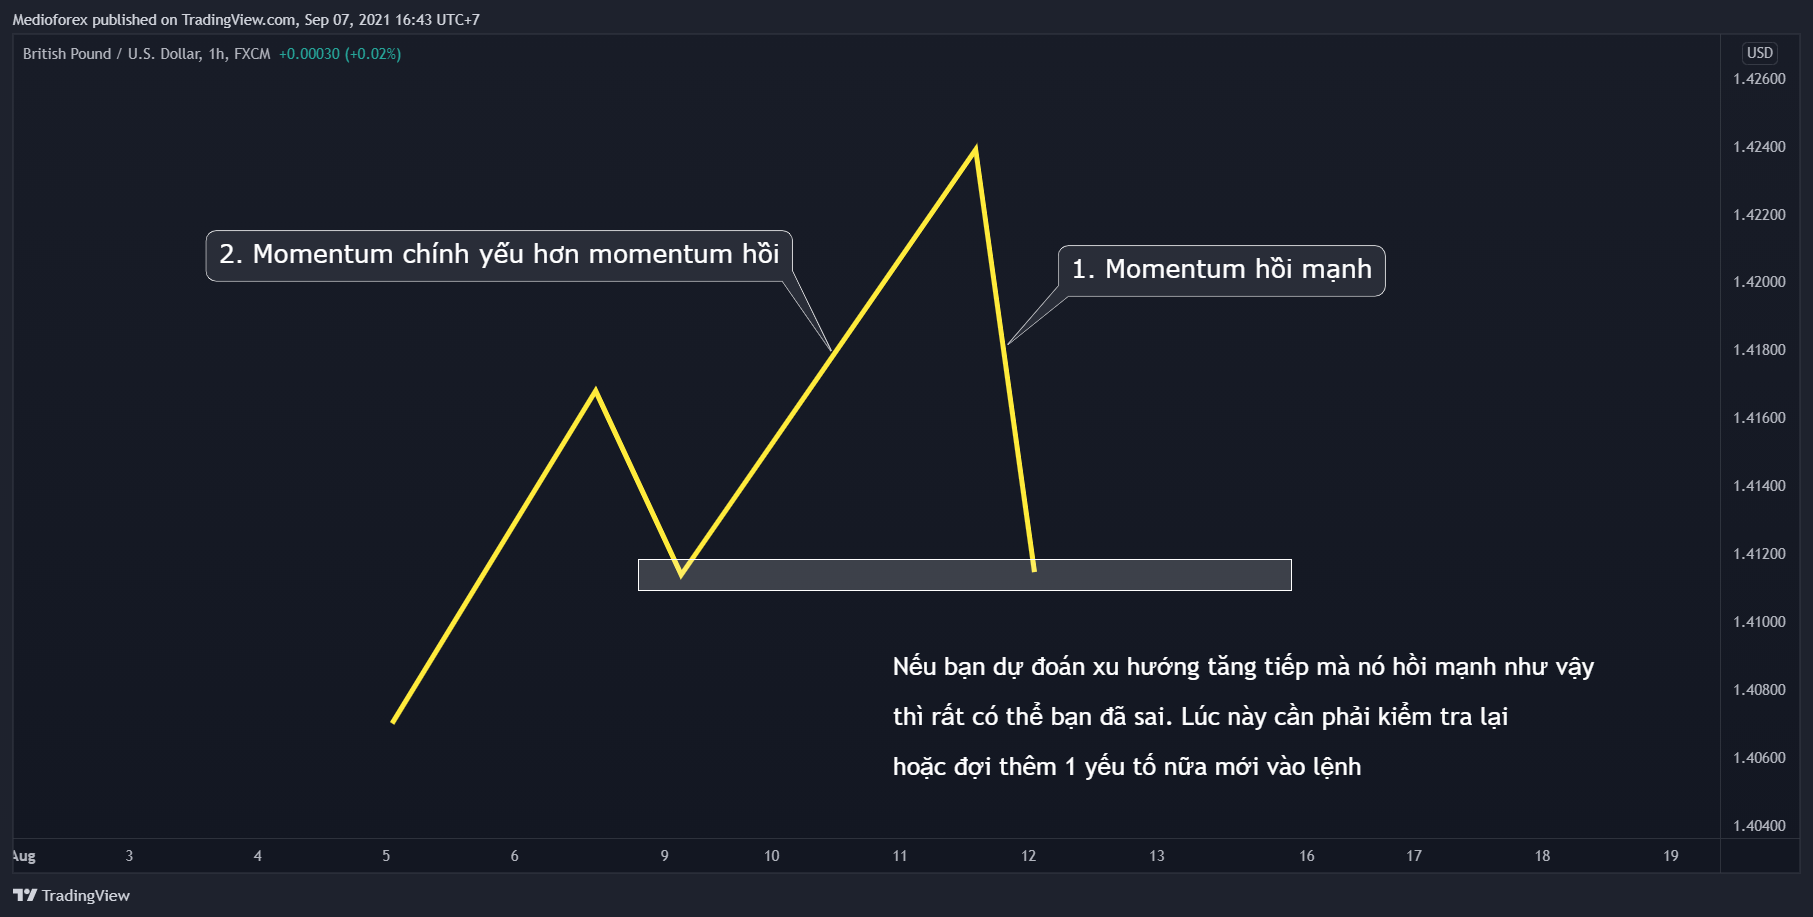 Medioforex published on TradingView.com, Sep 07, 2021 16:43 UTC+7
British Pound / U.S. Dollar, 1h, FXCM +0.00030 (+0.02%)
USD
1.42600
1.42400
1.42200
1.42000
1.41800
1.41600
1.41400
1.41200
1.41000
1.40800
1.40600
1.40400
2. Momentum chính yếu hơn momentum hồi
1. Momentum hồi mạnh
Nếu bạn dự đoán xu hướng tăng tiếp mà nó hồi mạnh như vậy
thì rất có thể bạn đã sai. Lúc này cần phải kiểm tra lại
hoặc đợi thêm 1 yếu tố nữa mới vào lệnh
Aug 3 4 5 6 9 10 11 12 13 16 17 18 19
TradingView